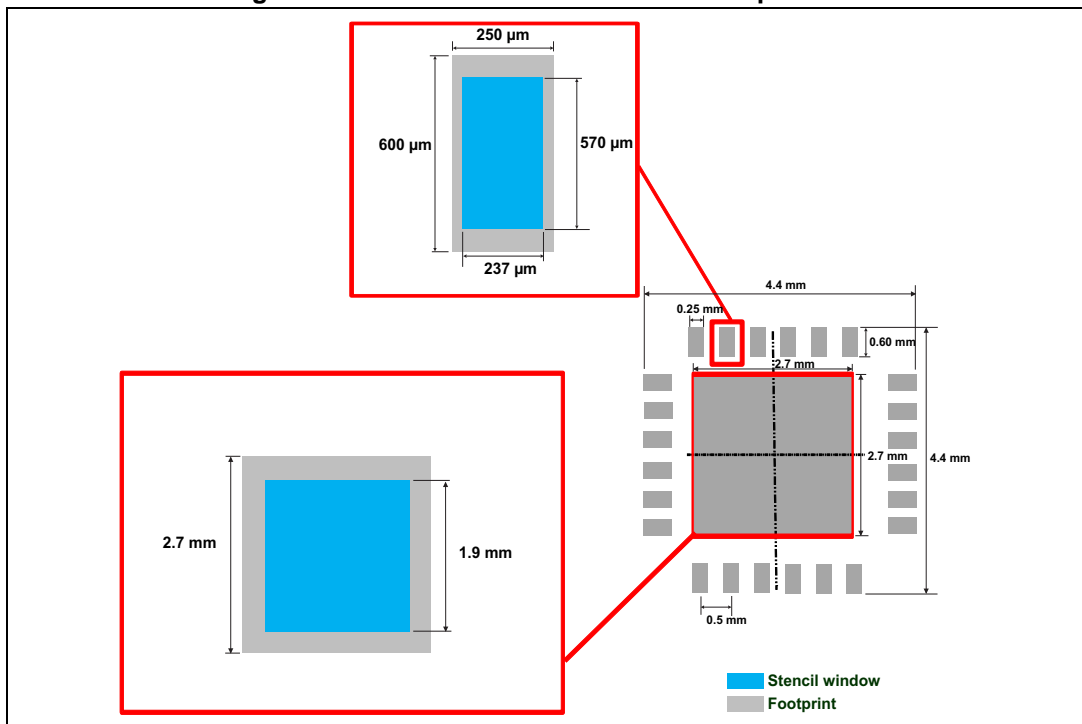 250 µm
600 µm
570 µm
237 µm
4.4 mm
0.25 mm
0.60 mm
2.7 mm
2.7 mm
4.4 mm
2.7 mm
1.9 mm
0.5 mm
Stencil window
Footprint